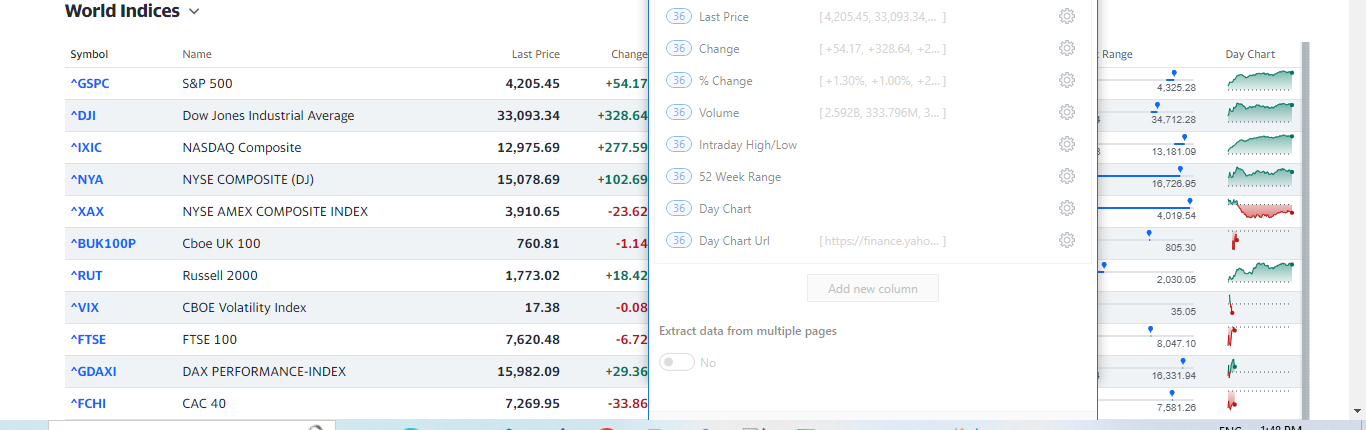 World Indices
Symbol Name Last Price Change Range Day Chart
^GSPC S&P 500 4,205.45 +54.17 4,325.28
^DJI Dow Jones Industrial Average 33,093.34 +328.64 34,712.28
^IXIC NASDAQ Composite 12,975.69 +277.59 13,181.09
^NYA NYSE COMPOSITE (DJ) 15,078.69 +102.69 16,726.95
^XAX NYSE AMEX COMPOSITE INDEX 3,910.65 -23.62 4,019.54
^BUK100P Cboe UK 100 760.81 -1.14 805.30
^RUT Russell 2000 1,773.02 +18.42 2,030.05
^VIX CBOE Volatility Index 17.38 -0.08 35.05
^FTSE FTSE 100 7,620.48 -6.72 8,047.10
^GDAXI DAX PERFORMANCE-INDEX 15,982.09 +29.36 16,331.94
^FCHI CAC 40 7,269.95 -33.86 7,581.26
36 Last Price [ 4,205.45, 33,093.34,... ]
36 Change [ +54.17, +328.64, +2... ]
36 % Change [ +1.30%, +1.00%, +2... ]
36 Volume [ 2.592B, 333.796M, 3... ]
36 Intraday High/Low
36 52 Week Range
36 Day Chart
36 Day Chart Url [ https://finance.yaho... ]
Add new column
Extract data from multiple pages
No
ENG 1:48 PM